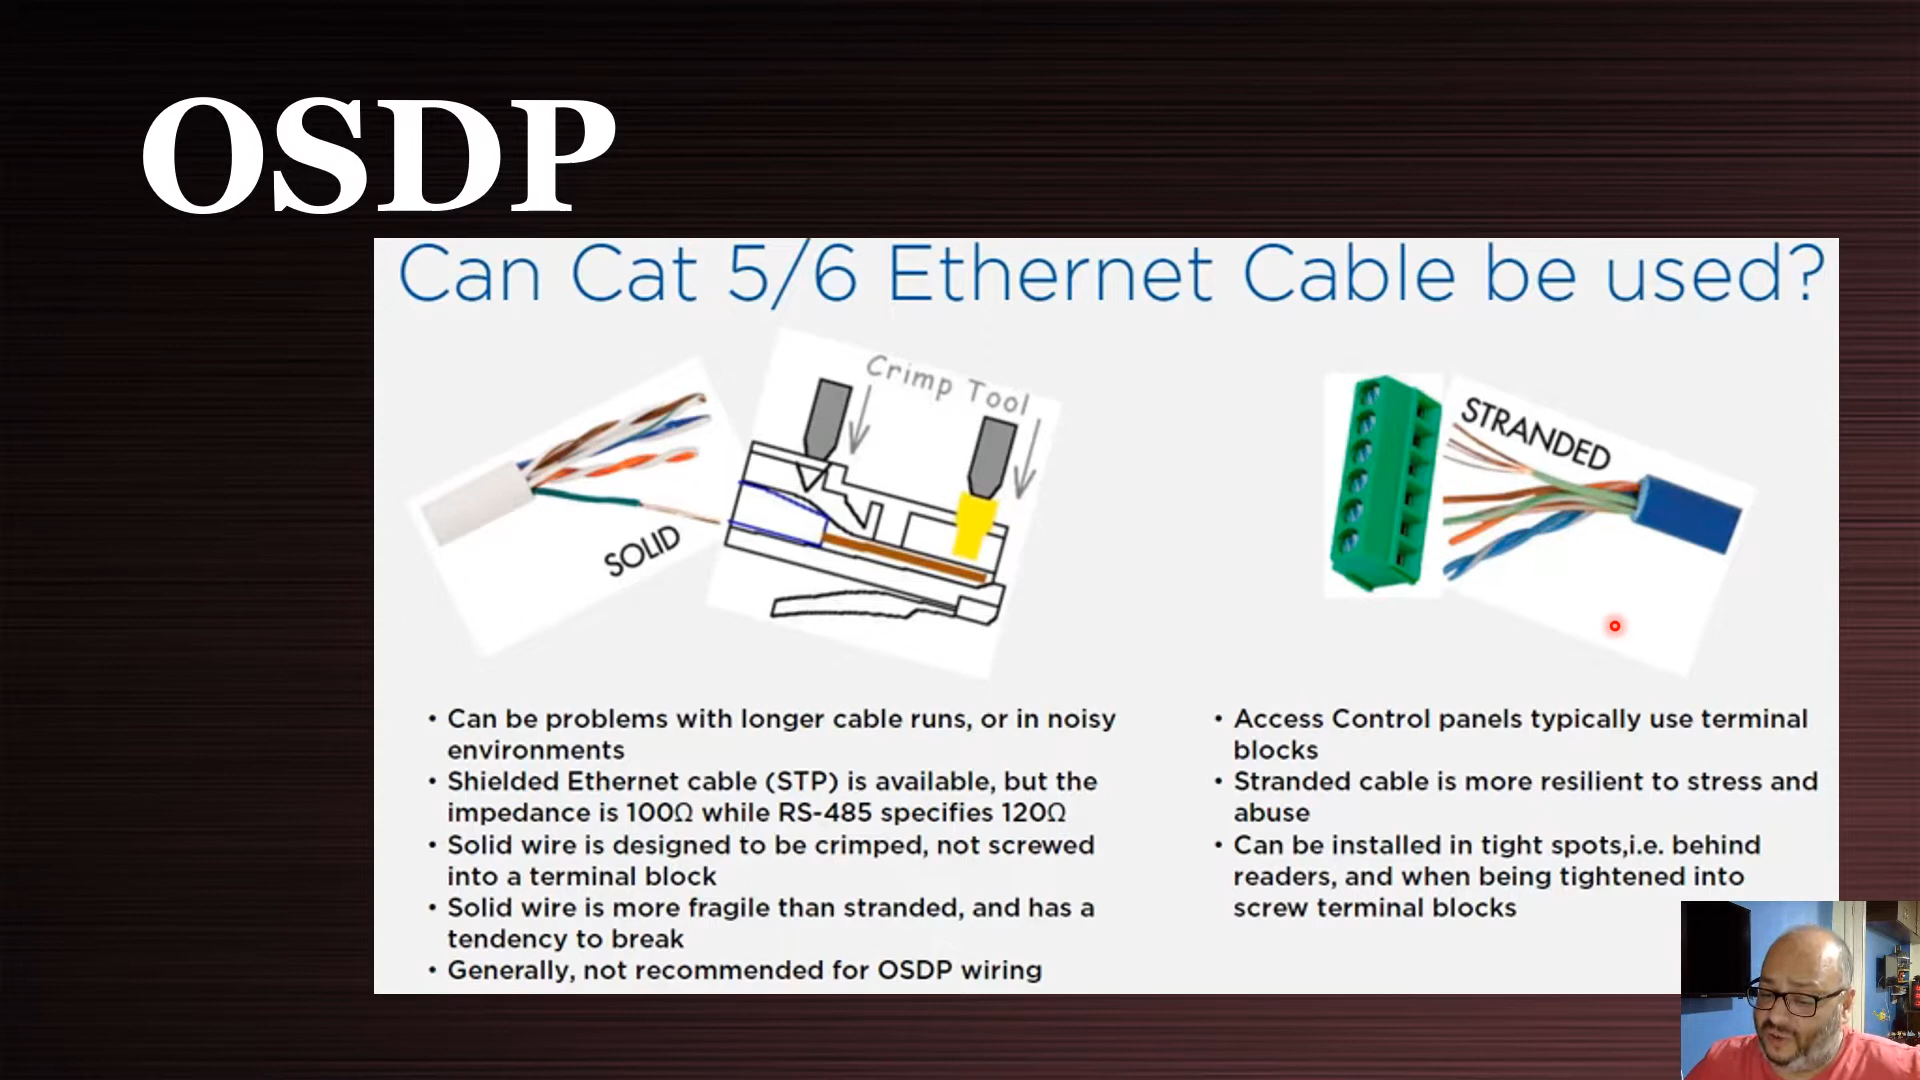 OSDP
Can Cat 5/6 Ethernet Cable be used?
Crimp Tool
SOLID
STRANDED
• Can be problems with longer cable runs, or in noisy
environments
• Shielded Ethernet cable (STP) is available, but the
impedance is 100Ω while RS-485 specifies 120Ω
• Solid wire is designed to be crimped, not screwed
into a terminal block
• Solid wire is more fragile than stranded, and has a
tendency to break
• Generally, not recommended for OSDP wiring
• Access Control panels typically use terminal
blocks
• Stranded cable is more resilient to stress and
abuse
• Can be installed in tight spots,i.e. behind
readers, and when being tightened into
screw terminal blocks